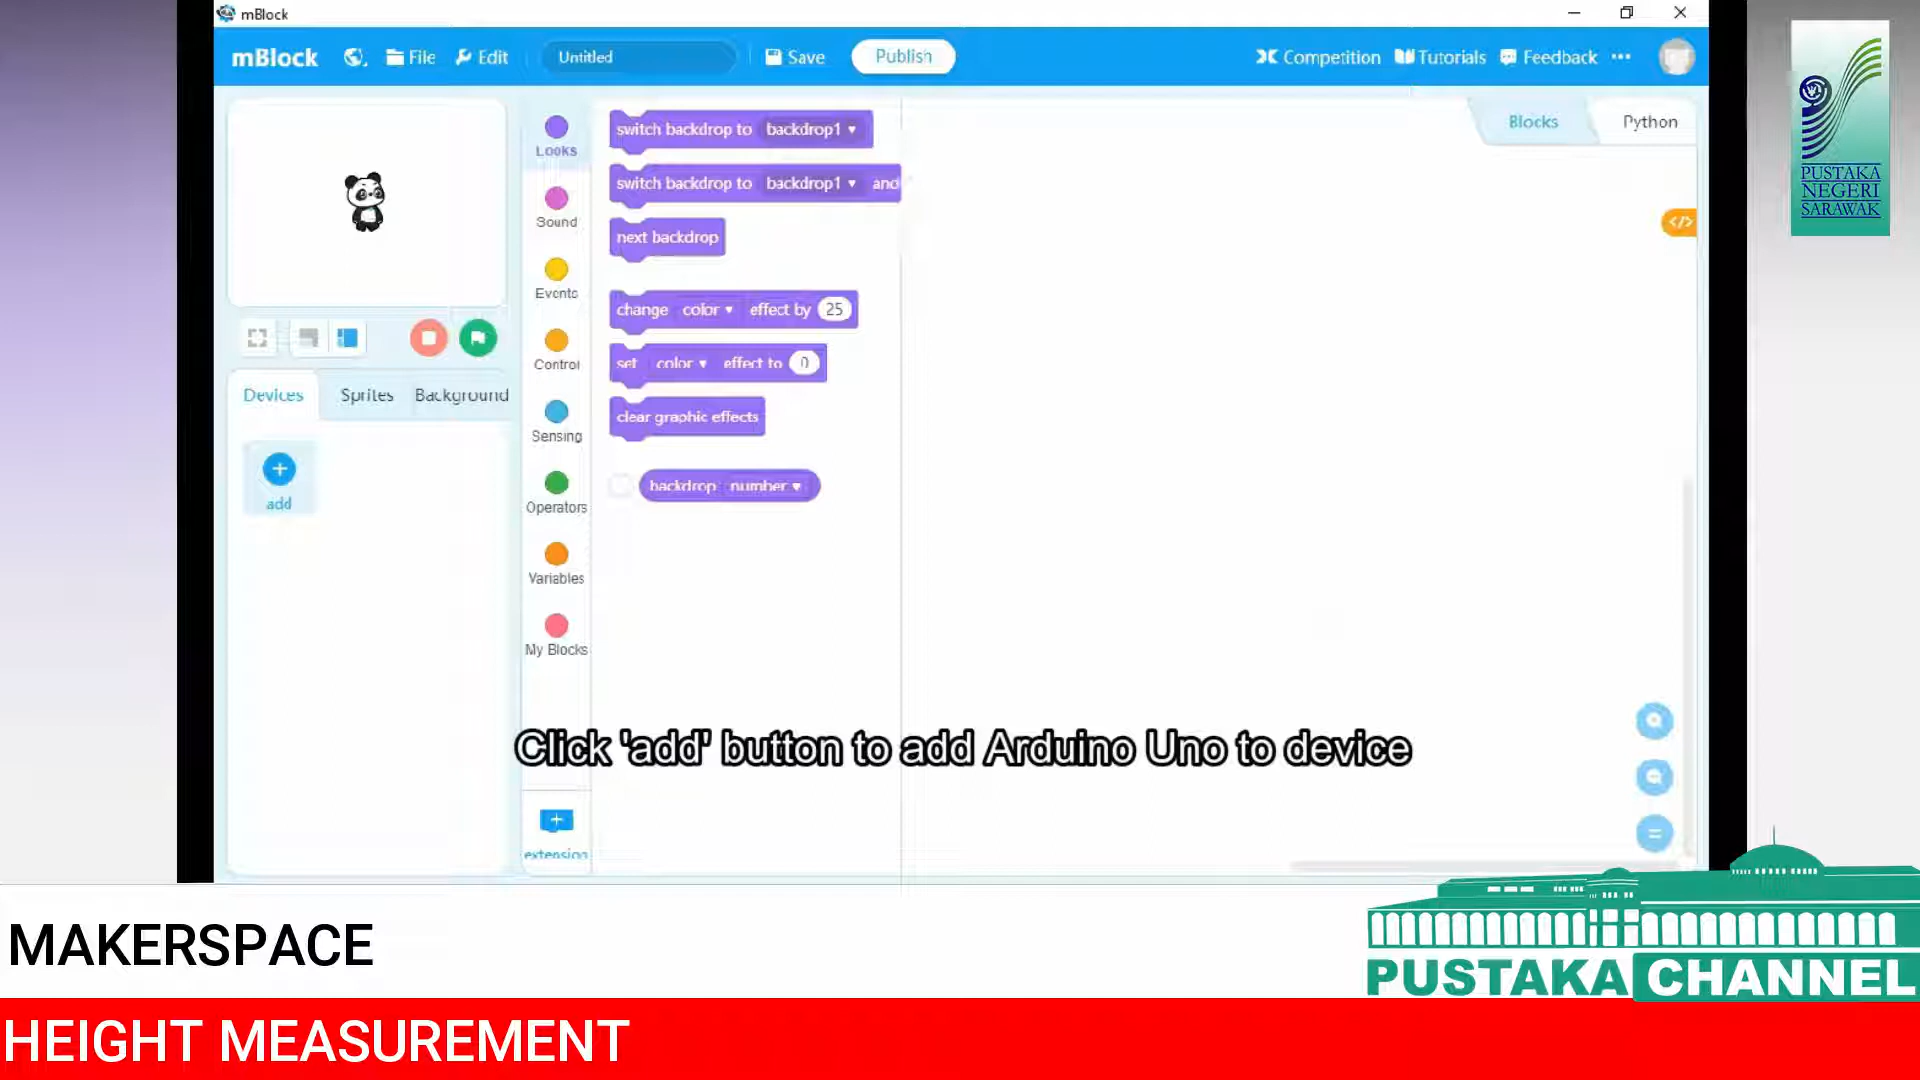 mBlock
mBlock
File
Edit
Untitled
Save
Publish
Competition
Tutorials
Feedback
Blocks
Python
</>
Looks
Sound
Events
Control
Sensing
Operators
Variables
My Blocks
extension
switch backdrop to backdrop1
switch backdrop to backdrop1 and
next backdrop
change color effect by 25
set color effect to 0
clear graphic effects
backdrop number
Devices
Sprites
Background
add
Click 'add' button to add Arduino Uno to device
PUSTAKA
NEGERI
SARAWAK
MAKERSPACE
PUSTAKA CHANNEL
HEIGHT MEASUREMENT